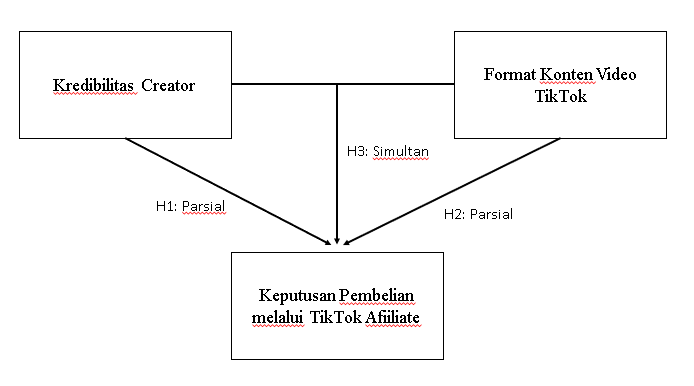 Kredibilitas Creator
Format Konten Video
TikTok
H3: Simultan
H1: Parsial
H2: Parsial
Keputusan Pembelian
melalui TikTok Afiiliate